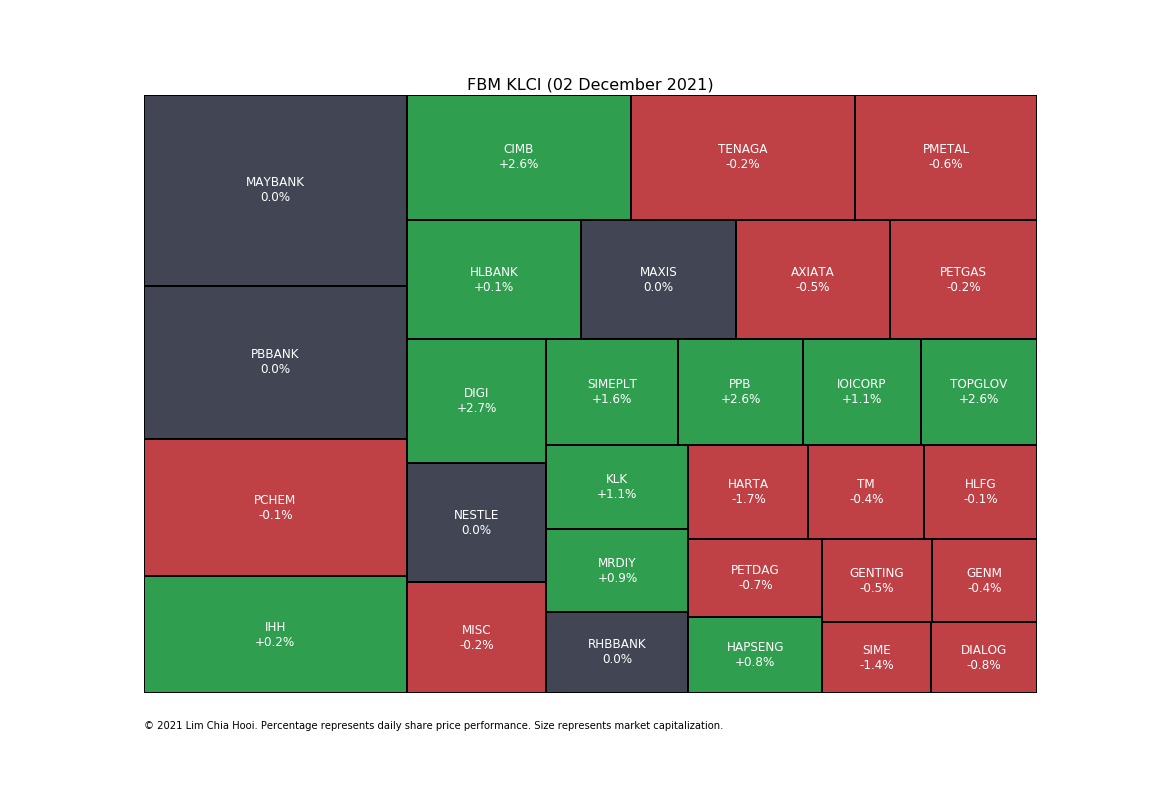 FBM KLCI (02 December 2021)
MAYBANK
0.0%
PBBANK
0.0%
PCHEM
-0.1%
IHH
+0.2%
CIMB
+2.6%
TENAGA
-0.2%
PMETAL
-0.6%
HLBANK
+0.1%
MAXIS
0.0%
AXIATA
-0.5%
PETGAS
-0.2%
DIGI
+2.7%
NESTLE
0.0%
MISC
-0.2%
SIMEPLT
+1.6%
PPB
+2.6%
IOICORP
+1.1%
TOPGLOV
+2.6%
KLK
+1.1%
MRDIY
+0.9%
RHBBANK
0.0%
HARTA
-1.7%
TM
-0.4%
HLFG
-0.1%
PETDAG
-0.7%
HAPSENG
+0.8%
GENTING
-0.5%
GENM
-0.4%
SIME
-1.4%
DIALOG
-0.8%
© 2021 Lim Chia Hooi. Percentage represents daily share price performance. Size represents market capitalization.